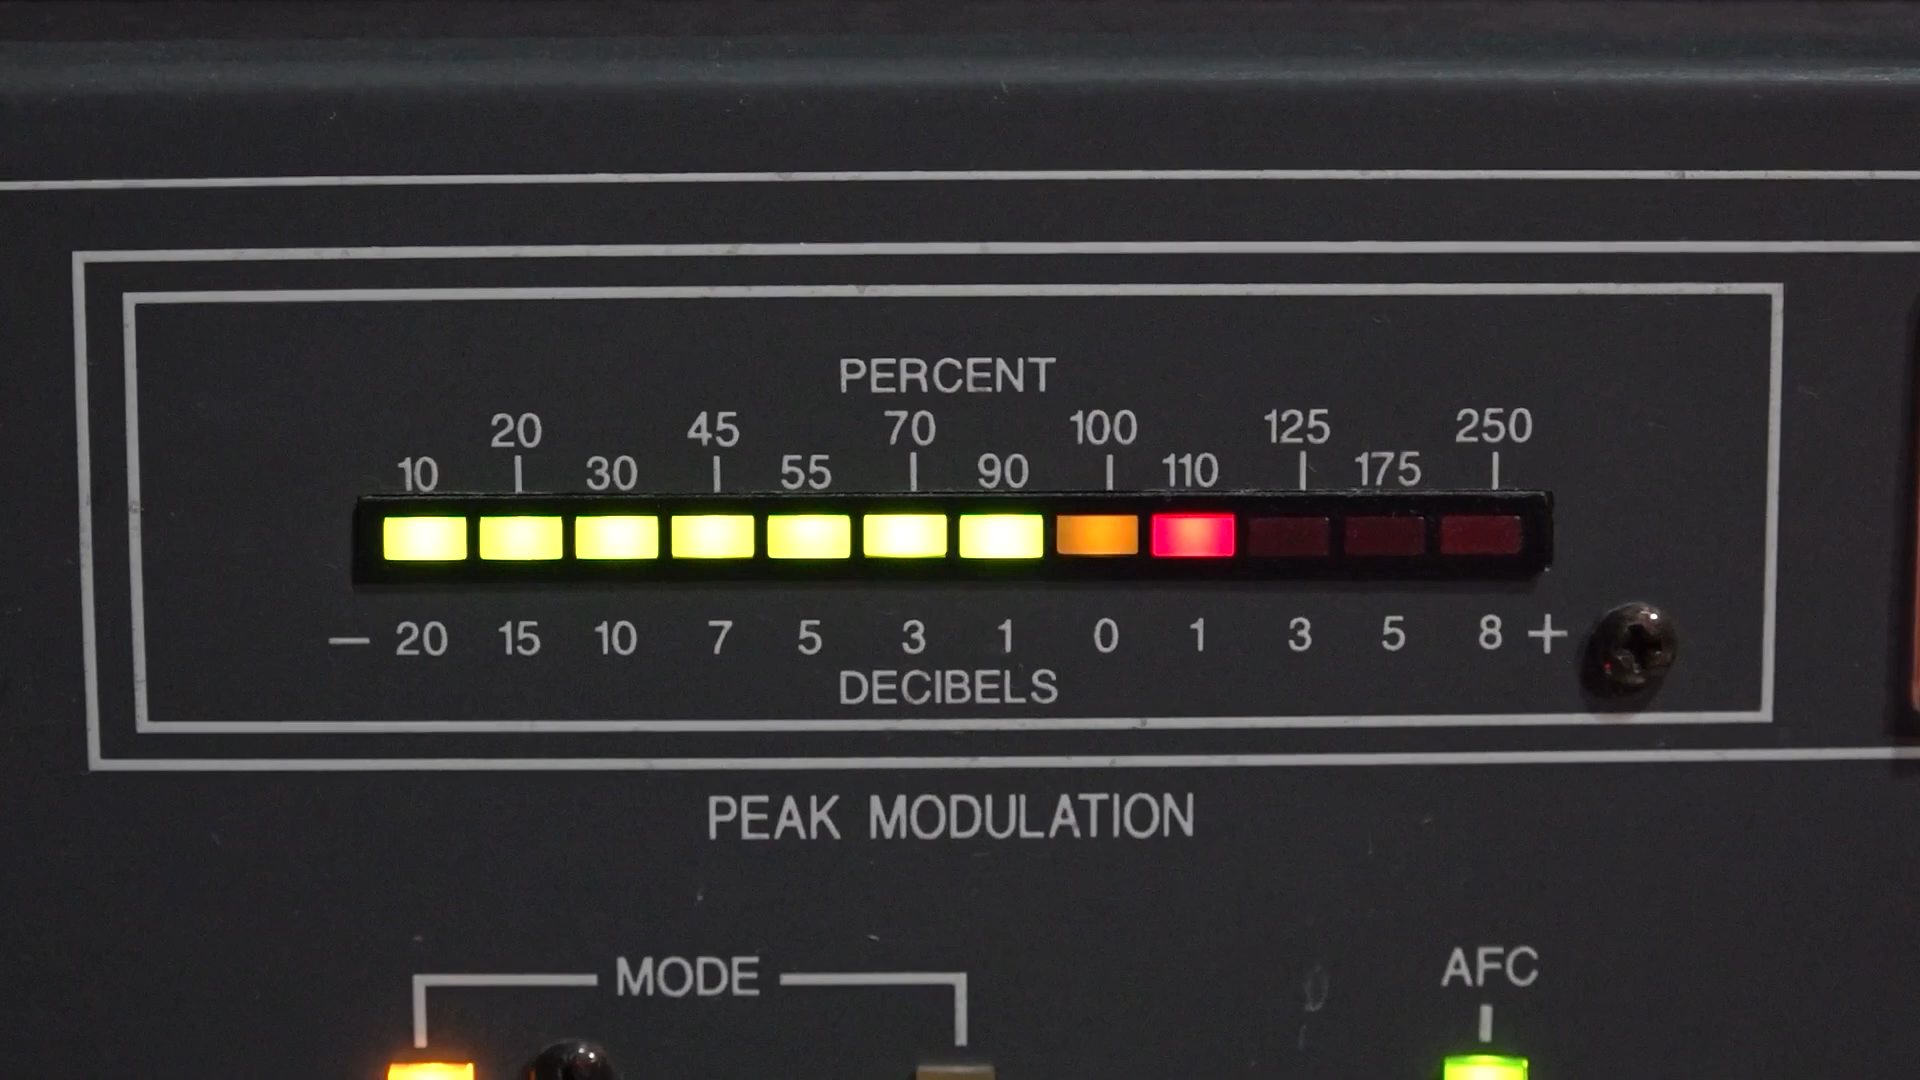 PERCENT
20 45 70 100 125 250
10 30 55 90 110 175
— 20 15 10 7 5 3 1 0 1 3 5 8 +
DECIBELS
PEAK MODULATION
MODE
AFC